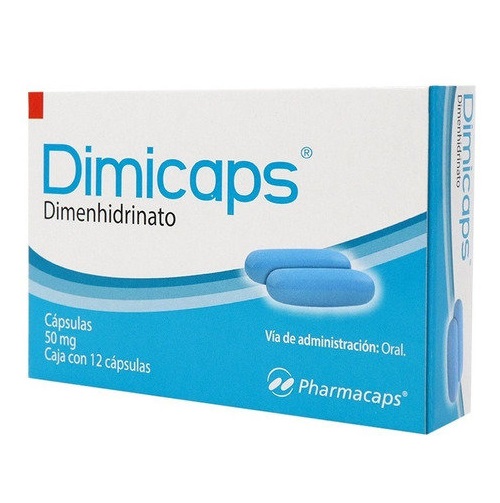 Dimicaps®
Dimenhidrinato
Cápsulas
50 mg
Caja con 12 cápsulas
Vía de administración: Oral.
Pharmacaps®
Dimicaps®
Dimenhidrinato